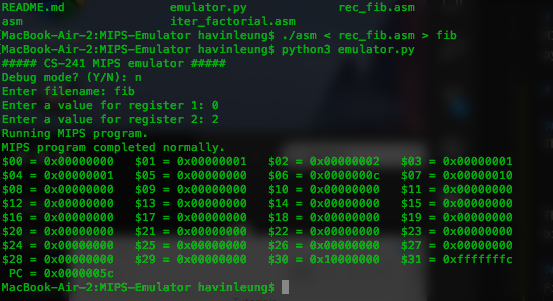 README.md emulator.py rec_fib.asm
asm iter_factorial.asm
[MacBook-Air-2:MIPS-Emulator havinleung$ ./asm < rec_fib.asm > fib
[MacBook-Air-2:MIPS-Emulator havinleung$ python3 emulator.py
##### CS-241 MIPS emulator #####
Debug mode? (Y/N): n
Enter filename: fib
Enter a value for register 1: 0
Enter a value for register 2: 2
Running MIPS program.
MIPS program completed normally.
$00 = 0x00000000 $01 = 0x00000001 $02 = 0x00000002 $03 = 0x00000001
$04 = 0x00000001 $05 = 0x00000000 $06 = 0x0000000c $07 = 0x00000010
$08 = 0x00000000 $09 = 0x00000000 $10 = 0x00000000 $11 = 0x00000000
$12 = 0x00000000 $13 = 0x00000000 $14 = 0x00000000 $15 = 0x00000000
$16 = 0x00000000 $17 = 0x00000000 $18 = 0x00000000 $19 = 0x00000000
$20 = 0x00000000 $21 = 0x00000000 $22 = 0x00000000 $23 = 0x00000000
$24 = 0x00000000 $25 = 0x00000000 $26 = 0x00000000 $27 = 0x00000000
$28 = 0x00000000 $29 = 0x00000000 $30 = 0x10000000 $31 = 0xfffffffc
PC = 0x0000005c
MacBook-Air-2:MIPS-Emulator havinleung$